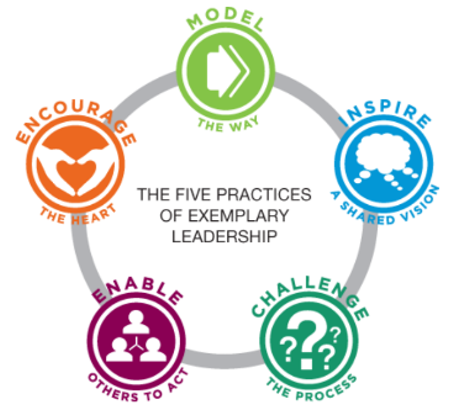 MODEL
THE WAY
INSPIRE
A SHARED VISION
CHALLENGE
THE PROCESS
ENABLE
OTHERS TO ACT
ENCOURAGE
THE HEART
THE FIVE PRACTICES
OF EXEMPLARY
LEADERSHIP
? ? ? ?